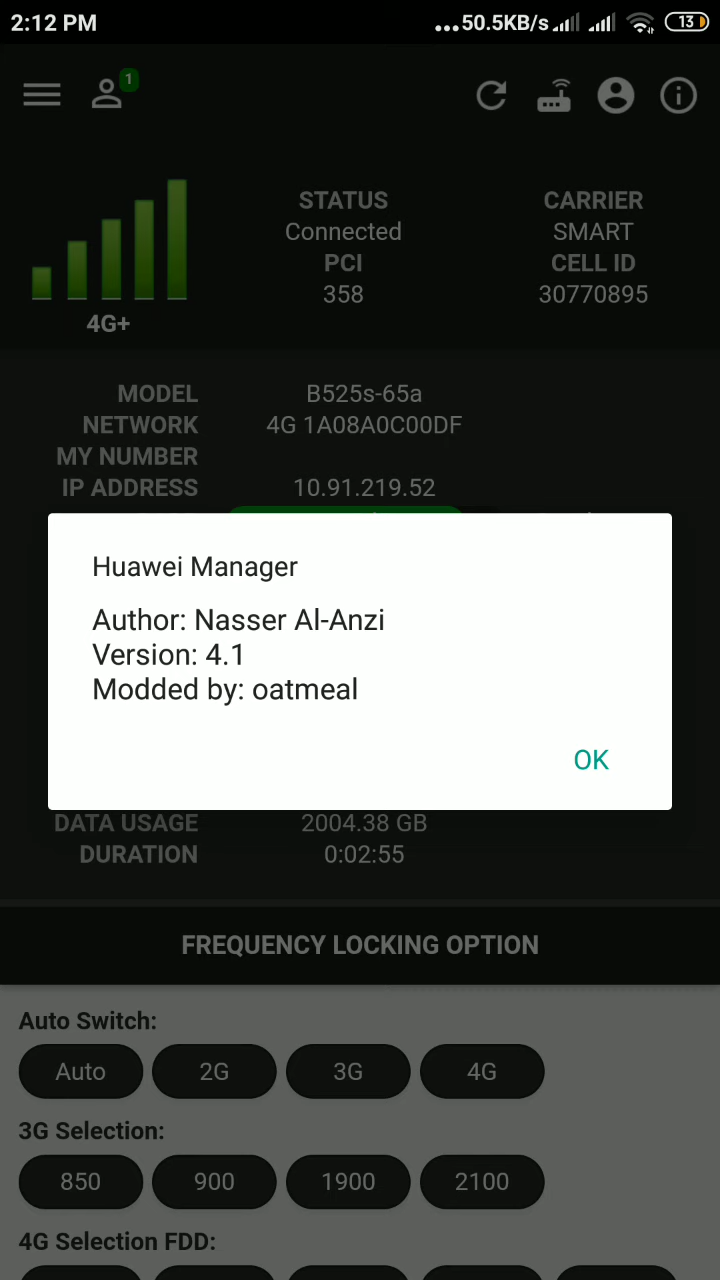 2:12 PM
...50.5KB/s
13
1
STATUS
CARRIER
Connected
SMART
PCI
CELL ID
358
30770895
4G+
MODEL B525s-65a
NETWORK 4G 1A08A0C00DF
MY NUMBER
IP ADDRESS 10.91.219.52
Huawei Manager
Author: Nasser Al-Anzi
Version: 4.1
Modded by: oatmeal
OK
DATA USAGE 2004.38 GB
DURATION 0:02:55
FREQUENCY LOCKING OPTION
Auto Switch:
Auto 2G 3G 4G
3G Selection:
850 900 1900 2100
4G Selection FDD: